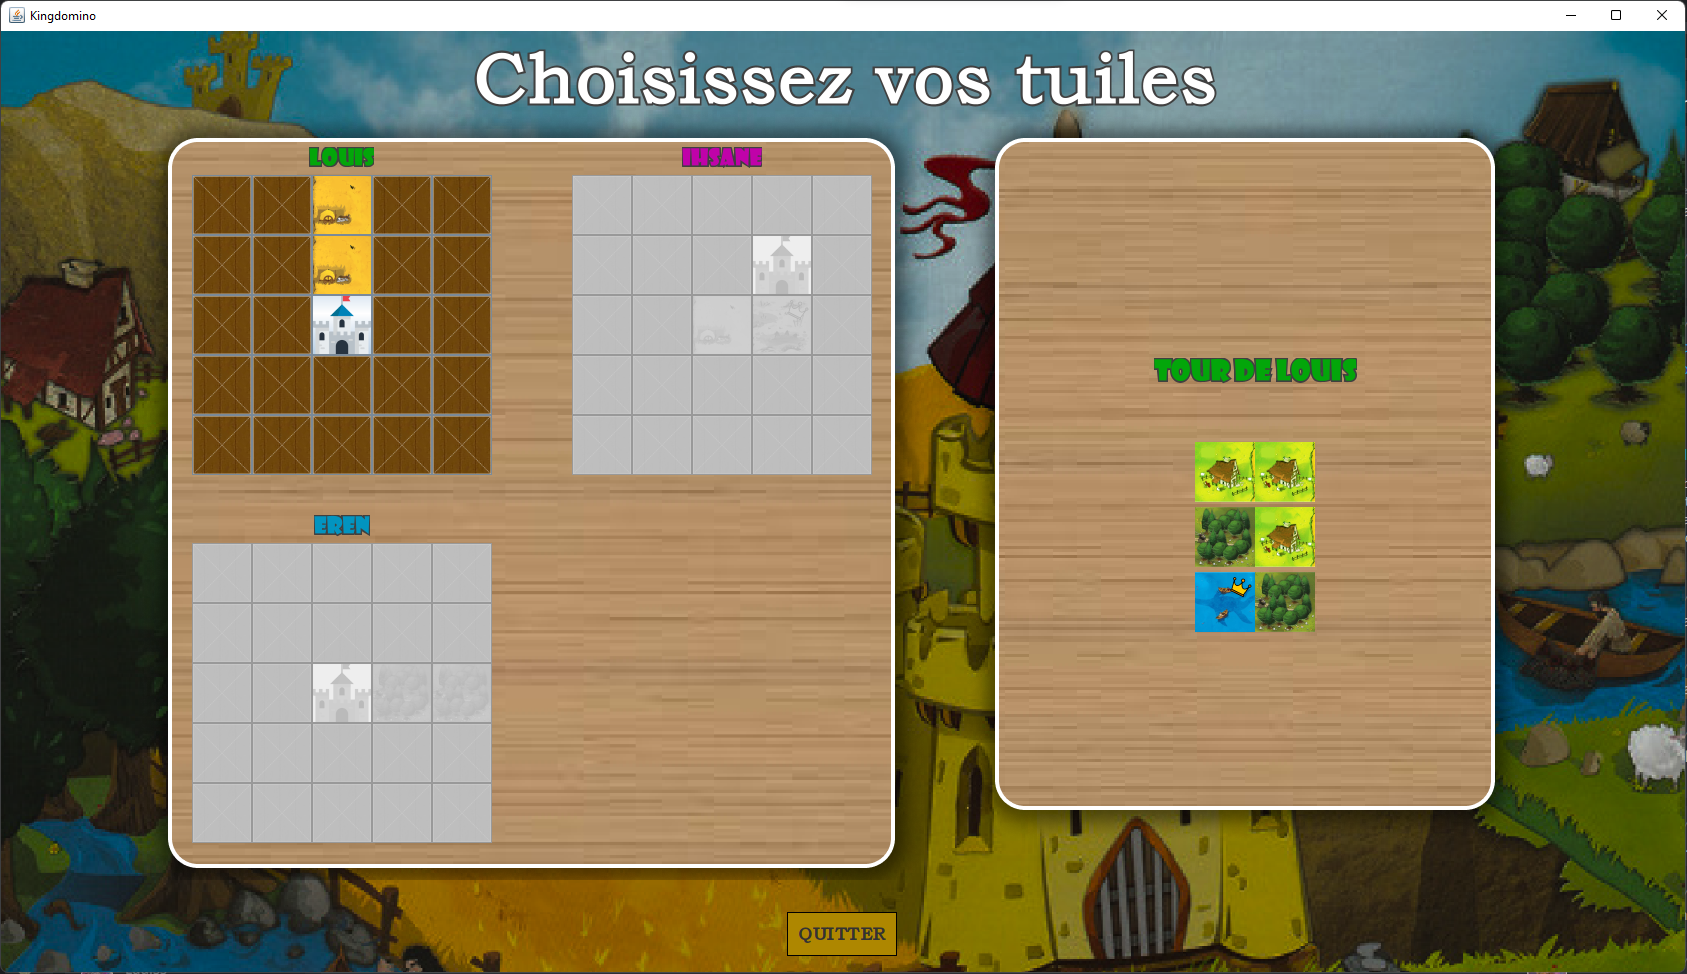 Kingdomino
Choisissez vos tuiles
LOUIS
IHSANE
TOUR DE LOUIS
EREN
QUITTER